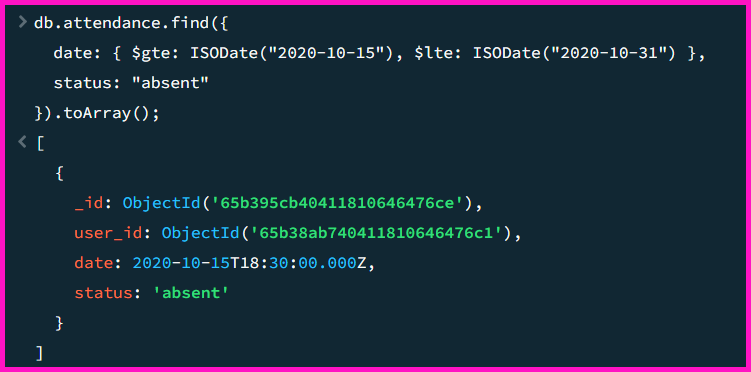 > db.attendance.find({
date: { $gte: ISODate("2020-10-15"), $lte: ISODate("2020-10-31") },
status: "absent"
}).toArray();
< [
{
_id: ObjectId('65b395cb40411810646476ce'),
user_id: ObjectId('65b38ab740411810646476c1'),
date: 2020-10-15T18:30:00.000Z,
status: 'absent'
}
]